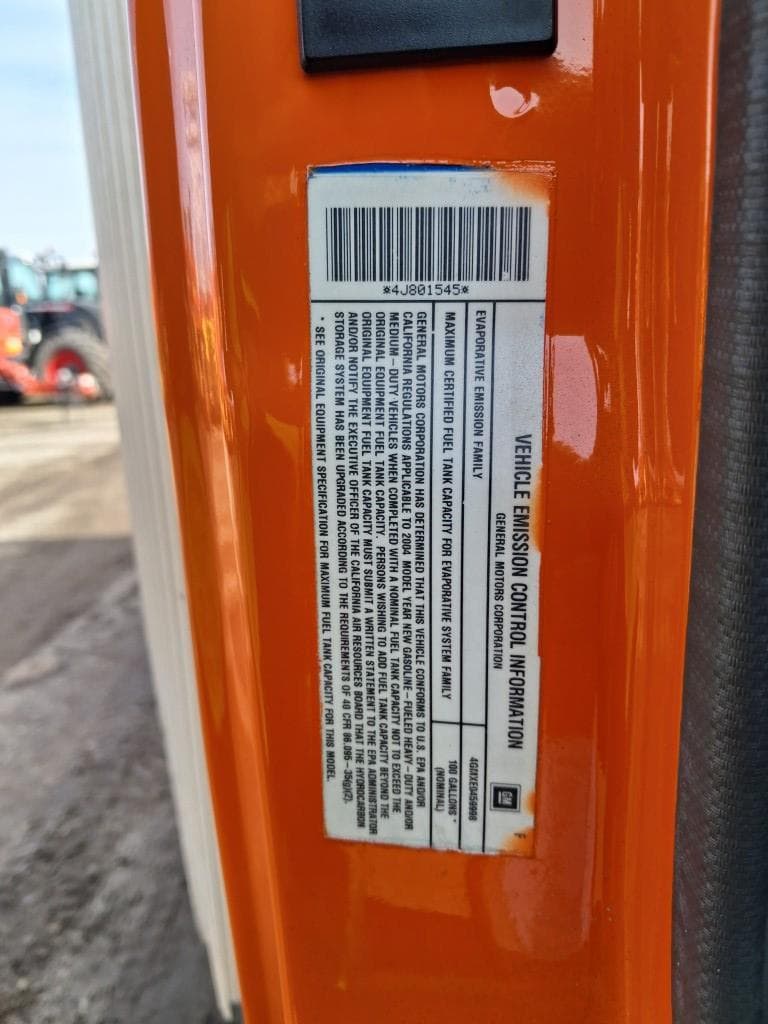 *4J801545*
VEHICLE EMISSION CONTROL INFORMATION
GENERAL MOTORS CORPORATION
GM
F
EVAPORATIVE EMISSION FAMILY 4GMXE0459998
MAXIMUM CERTIFIED FUEL TANK CAPACITY FOR EVAPORATIVE SYSTEM FAMILY 100 GALLONS *
(NOMINAL)
GENERAL MOTORS CORPORATION HAS DETERMINED THAT THIS VEHICLE CONFORMS TO U.S. EPA AND/OR
CALIFORNIA REGULATIONS APPLICABLE TO 2004 MODEL YEAR NEW GASOLINE-FUELED HEAVY-DUTY AND/OR
MEDIUM-DUTY VEHICLES WHEN COMPLETED WITH A NOMINAL FUEL TANK CAPACITY NOT TO EXCEED THE
ORIGINAL EQUIPMENT FUEL TANK CAPACITY. PERSONS WISHING TO ADD FUEL TANK CAPACITY BEYOND THE
ORIGINAL EQUIPMENT FUEL TANK CAPACITY MUST SUBMIT A WRITTEN STATEMENT TO THE EPA ADMINISTRATOR
AND/OR NOTIFY THE EXECUTIVE OFFICER OF THE CALIFORNIA AIR RESOURCES BOARD THAT THE HYDROCARBON
STORAGE SYSTEM HAS BEEN UPGRADED ACCORDING TO THE REQUIREMENTS OF 40 CFR 86.095-35(g)(2).
* SEE ORIGINAL EQUIPMENT SPECIFICATION FOR MAXIMUM FUEL TANK CAPACITY FOR THIS MODEL.